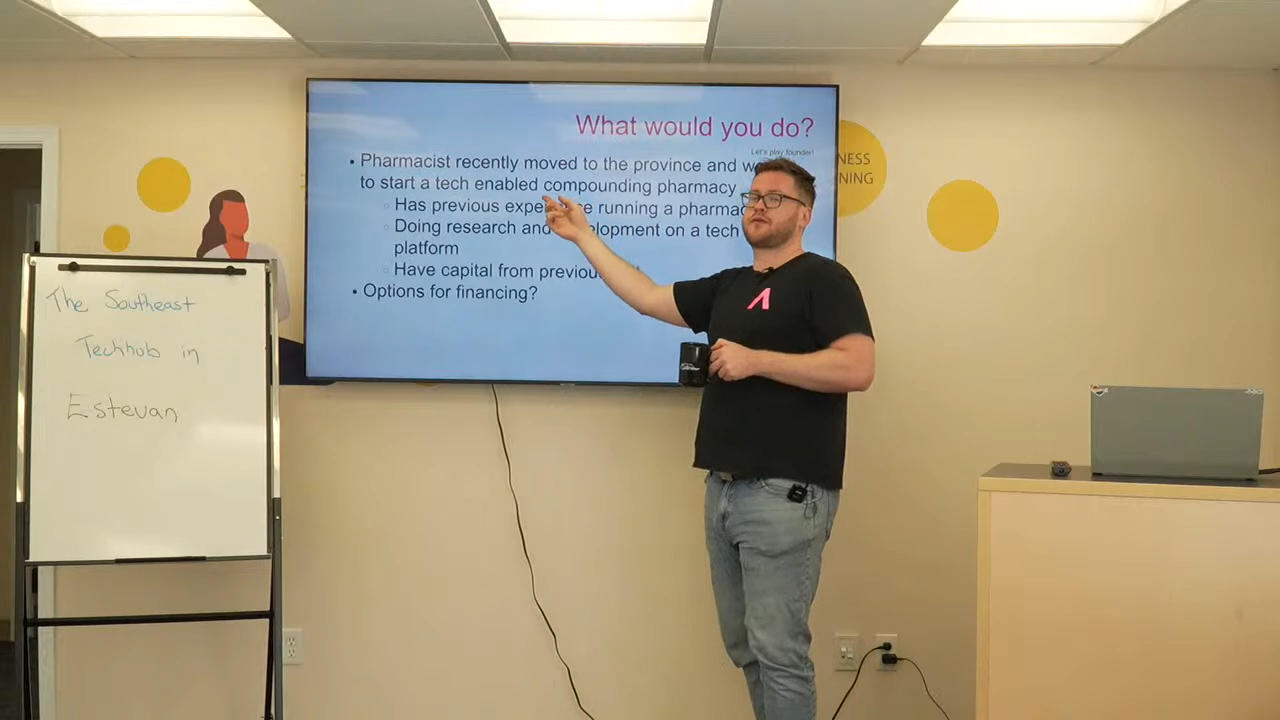 What would you do?
Let's play founder!
• Pharmacist recently moved to the province and
to start a tech enabled compounding pharmacy
Has previous running a
Doing research and on a tech
platform
Have capital from
• Options for financing?
The Southeast
Techhub in
Estevan